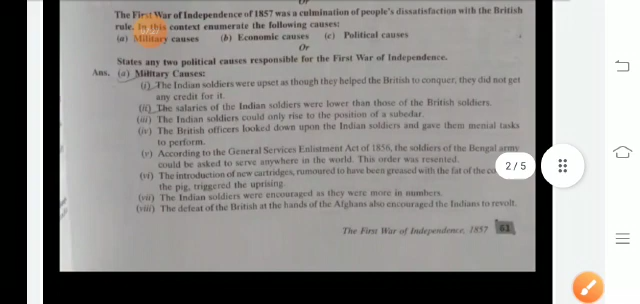 Or
The First War of Independence of 1857 was a culmination of people's dissatisfaction with the British
rule. In this context enumerate the following causes:
(a) Military causes (b) Economic causes (c) Political causes
Or
States any two political causes responsible for the First War of Independence.
Ans. (a) Military Causes:
(i) The Indian soldiers were upset as though they helped the British to conquer, they did not get
any credit for it.
(ii) The salaries of the Indian soldiers were lower than those of the British soldiers.
(iii) The Indian soldiers could only rise to the position of a subedar.
(iv) The British officers looked down upon the Indian soldiers and gave them menial tasks
to perform.
(v) According to the General Services Enlistment Act of 1856, the soldiers of the Bengal army
could be asked to serve anywhere in the world. This order was resented.
2/5
(vi) The introduction of new cartridges, rumoured to have been greased with the fat of the
the pig, triggered the uprising.
(vii) The Indian soldiers were encouraged as they were more in numbers.
(viii) The defeat of the British at the hands of the Afghans also encouraged the Indians to revolt.
The First War of Independence, 1857 61